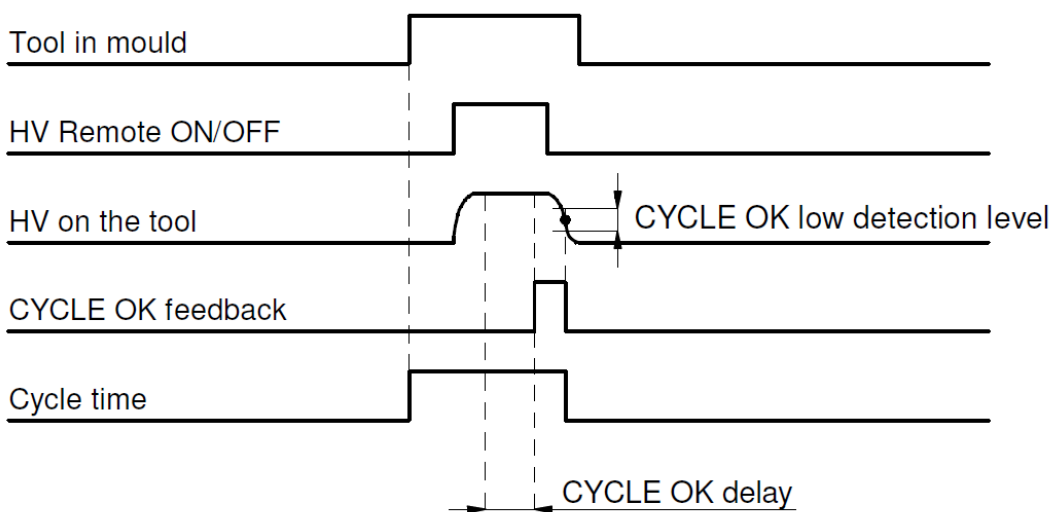 Tool in mould
HV Remote ON/OFF
HV on the tool
CYCLE OK low detection level
CYCLE OK feedback
Cycle time
CYCLE OK delay